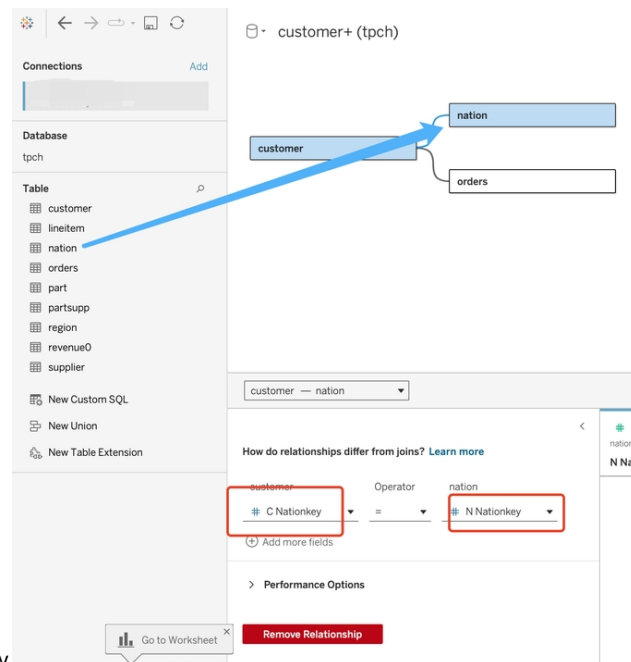 customer+ (tpch)
Connections Add
Database
tpch
Table
customer
lineitem
nation
orders
part
partsupp
region
revenue0
supplier
New Custom SQL
New Union
New Table Extension
customer
nation
orders
customer — nation
How do relationships differ from joins? Learn more
customer Operator nation
# C Nationkey = # N Nationkey
Add more fields
Performance Options
Remove Relationship
Go to Worksheet